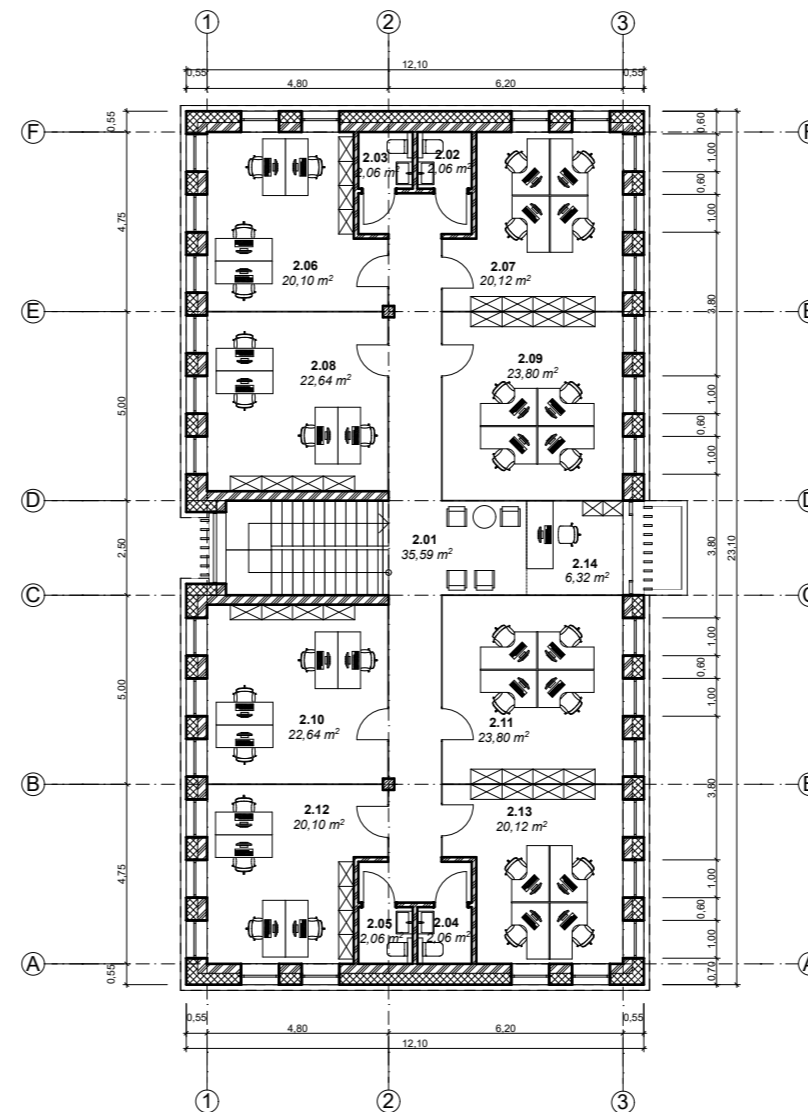 1
2
3
12,10
0,55
4,80
6,20
0,55
F
0,55
0,60
F
1,00
2.03
2,06 m²
2.02
2,06 m²
0,60
4,75
1,00
2.06
20,10 m²
2.07
20,12 m²
3,80
E
E
2.08
22,64 m²
2.09
23,80 m²
5,00
1,00
0,60
1,00
D
D
2,50
2.01
35,59 m²
2.14
6,32 m²
3,80
23,10
C
C
1,00
0,60
5,00
1,00
2.10
22,64 m²
2.11
23,80 m²
3,80
B
B
2.12
20,10 m²
2.13
20,12 m²
4,75
1,00
0,60
2.05
2,06 m²
2.04
2,06 m²
1,00
A
A
0,55
0,70
0,55
4,80
6,20
0,55
12,10
1
2
3